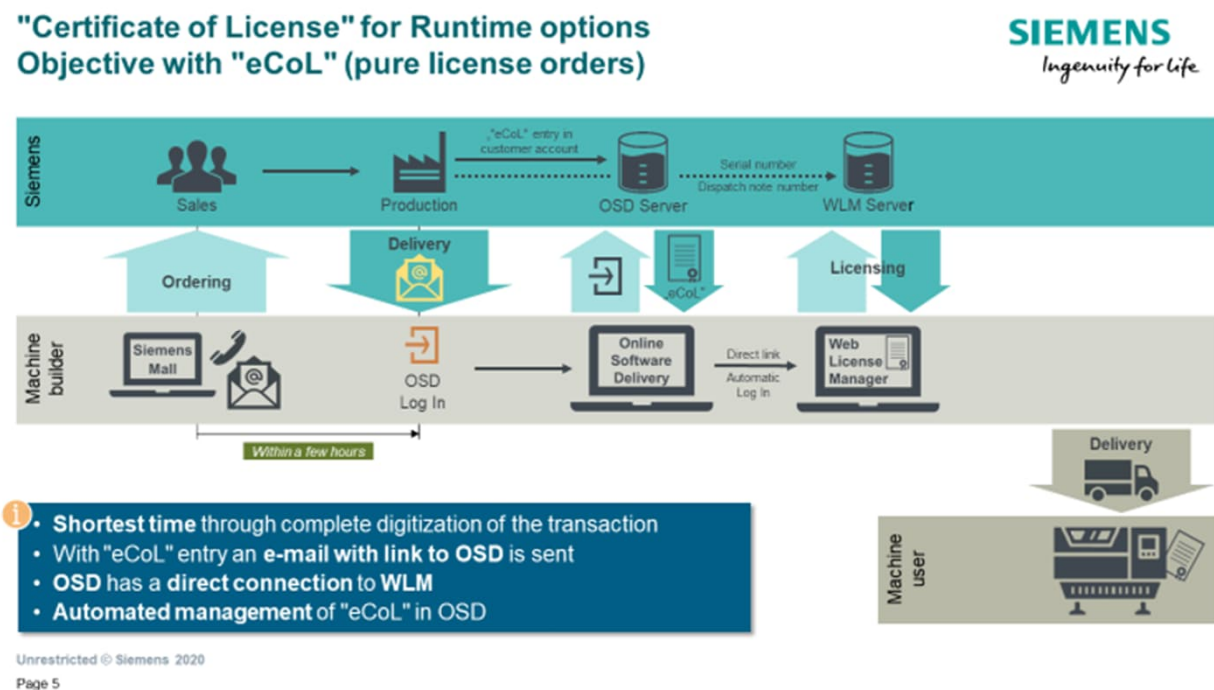 "Certificate of License" for Runtime options
Objective with "eCoL" (pure license orders)
SIEMENS
Ingenuity for life
Siemens
Sales
Production
„"eCoL" entry in
customer account
OSD Server
Serial number
Dispatch note number
WLM Server
Ordering
Delivery
@
„eCoL"
Licensing
Machine
builder
Siemens
Mall
@
OSD
Log In
Online
Software
Delivery
Direct link
Automatic
Log In
Web
License
Manager
Within a few hours
Delivery
Machine
user
i
• Shortest time through complete digitization of the transaction
• With "eCoL" entry an e-mail with link to OSD is sent
• OSD has a direct connection to WLM
• Automated management of "eCoL" in OSD
Unrestricted © Siemens 2020
Page 5